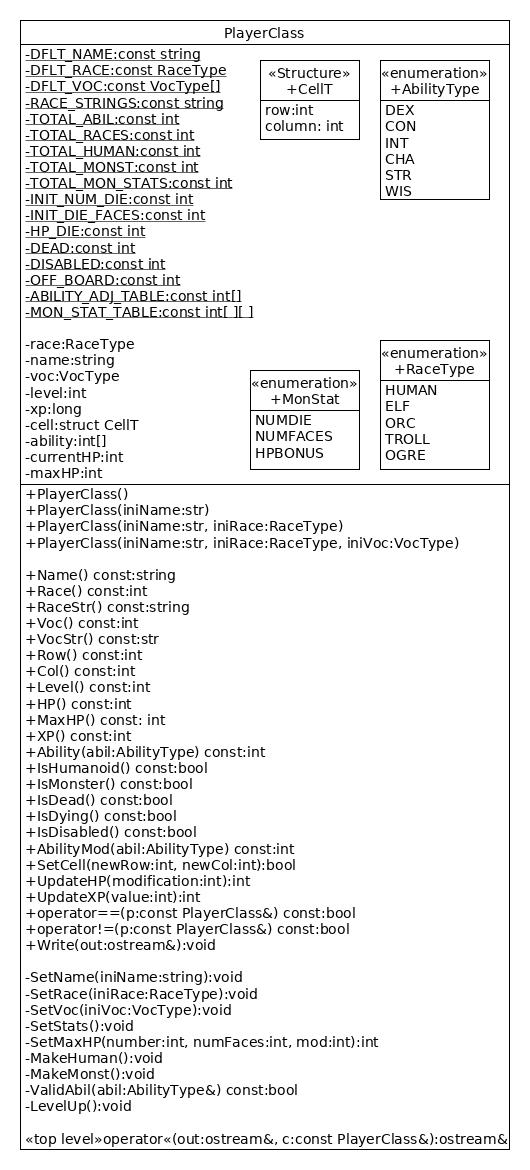 PlayerClass
-DFLT_NAME:const string
-DFLT_RACE:const RaceType
-DFLT_VOC:const VocType[]
-RACE_STRINGS:const string
-TOTAL_ABIL:const int
-TOTAL_RACES:const int
-TOTAL_HUMAN:const int
-TOTAL_MONST:const int
-TOTAL_MON_STATS:const int
-INIT_NUM_DIE:const int
-INIT_DIE_FACES:const int
-HP_DIE:const int
-DEAD:const int
-DISABLED:const int
-OFF_BOARD:const int
-ABILITY_ADJ_TABLE:const int[]
-MON_STAT_TABLE:const int[ ][ ]
«Structure»
+CellT
row:int
column: int
«enumeration»
+AbilityType
DEX
CON
INT
CHA
STR
WIS
-race:RaceType
-name:string
-voc:VocType
-level:int
-xp:long
-cell:struct CellT
-ability:int[]
-currentHP:int
-maxHP:int
«enumeration»
+MonStat
NUMDIE
NUMFACES
HPBONUS
«enumeration»
+RaceType
HUMAN
ELF
ORC
TROLL
OGRE
+PlayerClass()
+PlayerClass(iniName:str)
+PlayerClass(iniName:str, iniRace:RaceType)
+PlayerClass(iniName:str, iniRace:RaceType, iniVoc:VocType)
+Name() const:string
+Race() const:int
+RaceStr() const:string
+Voc() const:int
+VocStr() const:str
+Row() const:int
+Col() const:int
+Level() const:int
+HP() const:int
+MaxHP() const: int
+XP() const:int
+Ability(abil:AbilityType) const:int
+IsHumanoid() const:bool
+IsMonster() const:bool
+IsDead() const:bool
+IsDying() const:bool
+IsDisabled() const:bool
+AbilityMod(abil:AbilityType) const:int
+SetCell(newRow:int, newCol:int):bool
+UpdateHP(modification:int):int
+UpdateXP(value:int):int
+operator==(p:const PlayerClass&) const:bool
+operator!=(p:const PlayerClass&) const:bool
+Write(out:ostream&):void
-SetName(iniName:string):void
-SetRace(iniRace:RaceType):void
-SetVoc(iniVoc:VocType):void
-SetStats():void
-SetMaxHP(number:int, numFaces:int, mod:int):int
-MakeHuman():void
-MakeMonst():void
-ValidAbil(abil:AbilityType&) const:bool
-LevelUp():void
«top level»operator«(out:ostream&, c:const PlayerClass&):ostream&